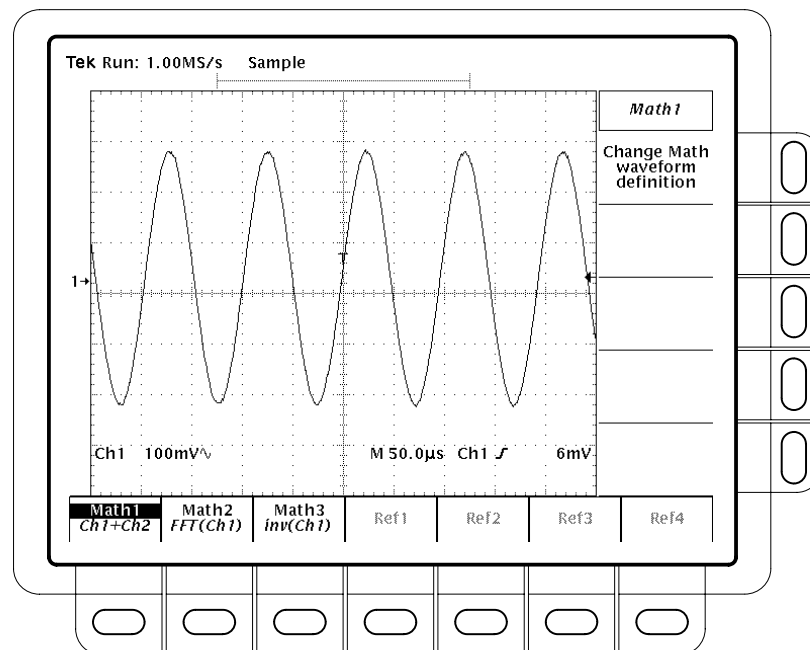 Tek Run: 1.00MS/s Sample
Math1
Change Math
waveform
definition
T
1
Ch1 100mV∿ M 50.0µs Ch1 6mV
Math1
Ch1+Ch2
Math2
FFT(Ch1)
Math3
inv(Ch1)
Ref1
Ref2
Ref3
Ref4